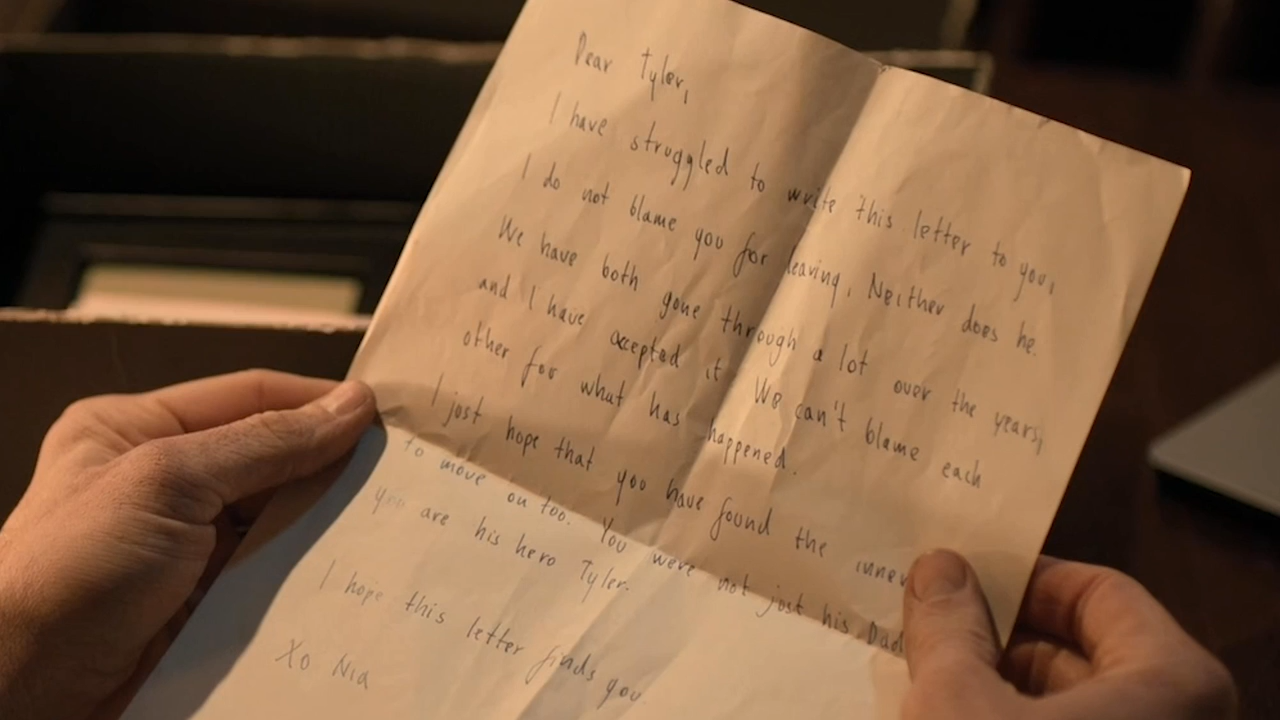 Dear Tyler,
I have struggled to write this letter to you,
I do not blame you for leaving, Neither does he.
We have both gone through a lot over the years,
and I have accepted it. We can't blame each
other for what has happened.
I just hope that you have found the inner
to move on too. You were not just his Dad
you are his hero Tyler.
I hope this letter finds you.
Xo Nia